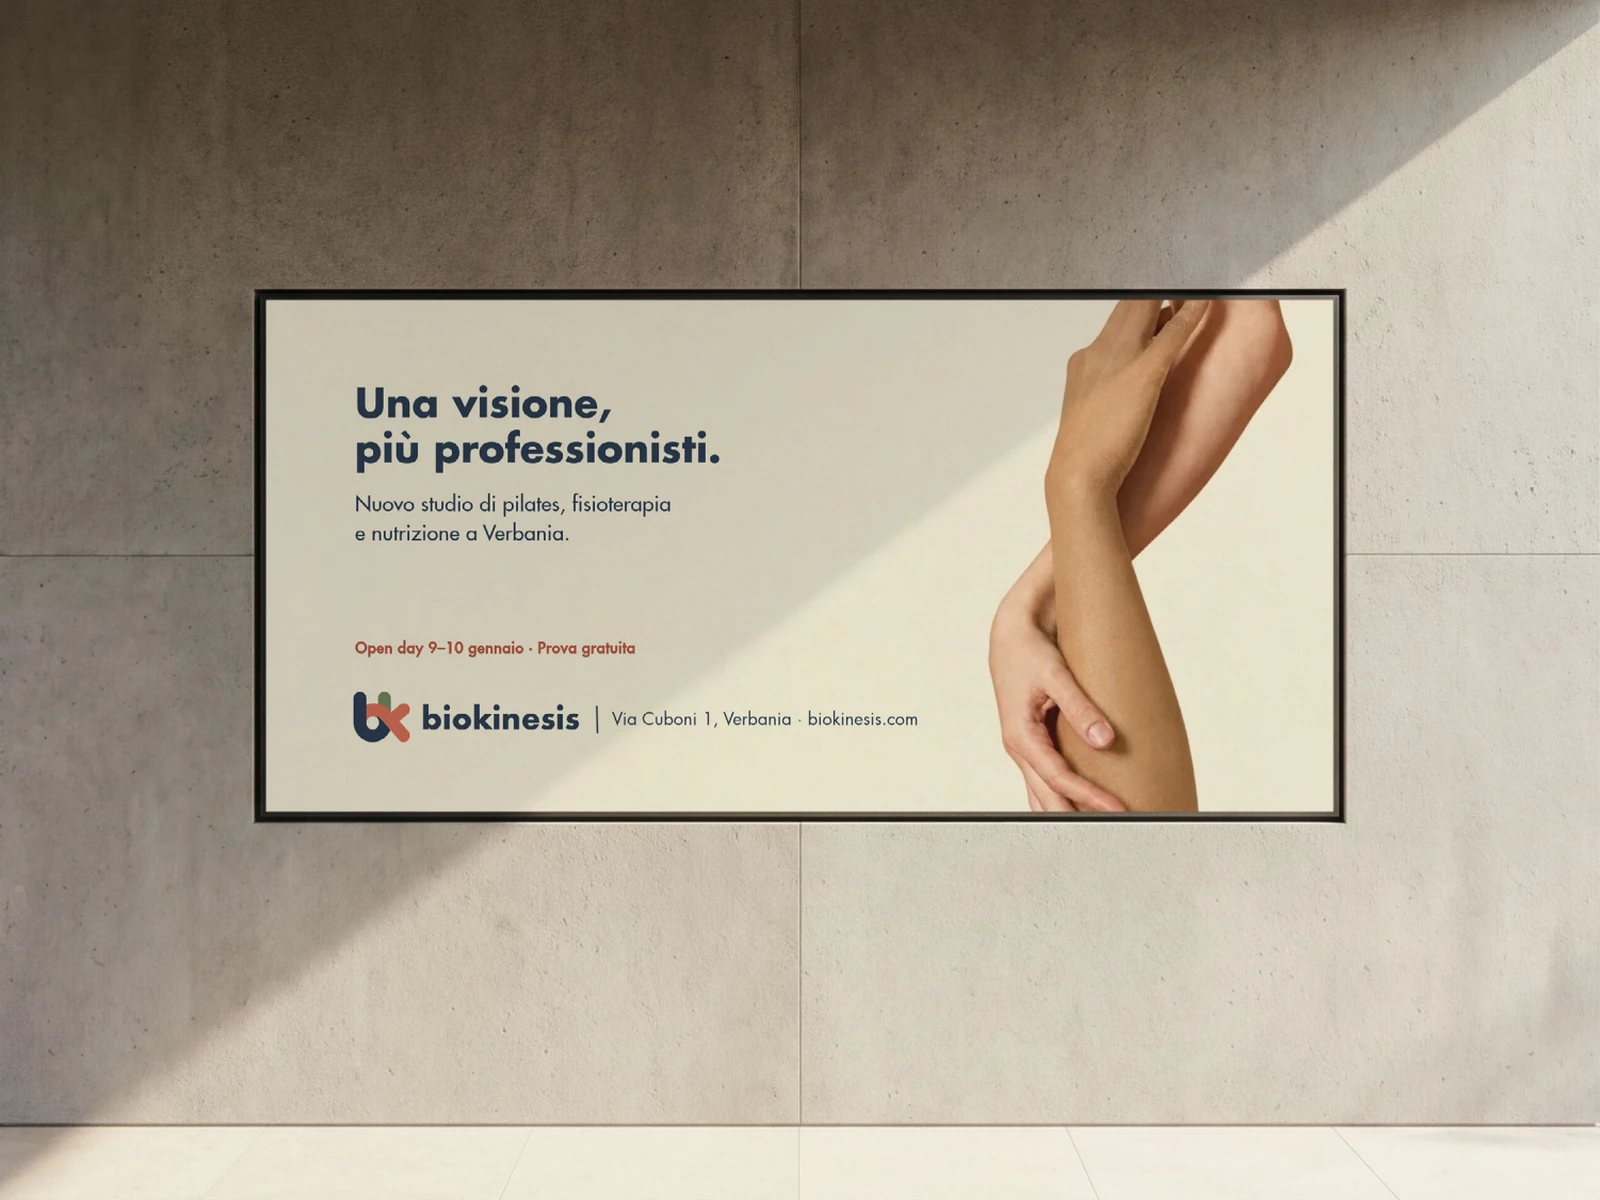 Una visione,
più professionisti.
Nuovo studio di pilates, fisioterapia
e nutrizione a Verbania.
Open day 9–10 gennaio · Prova gratuita
bk biokinesis | Via Cuboni 1, Verbania · biokinesis.com